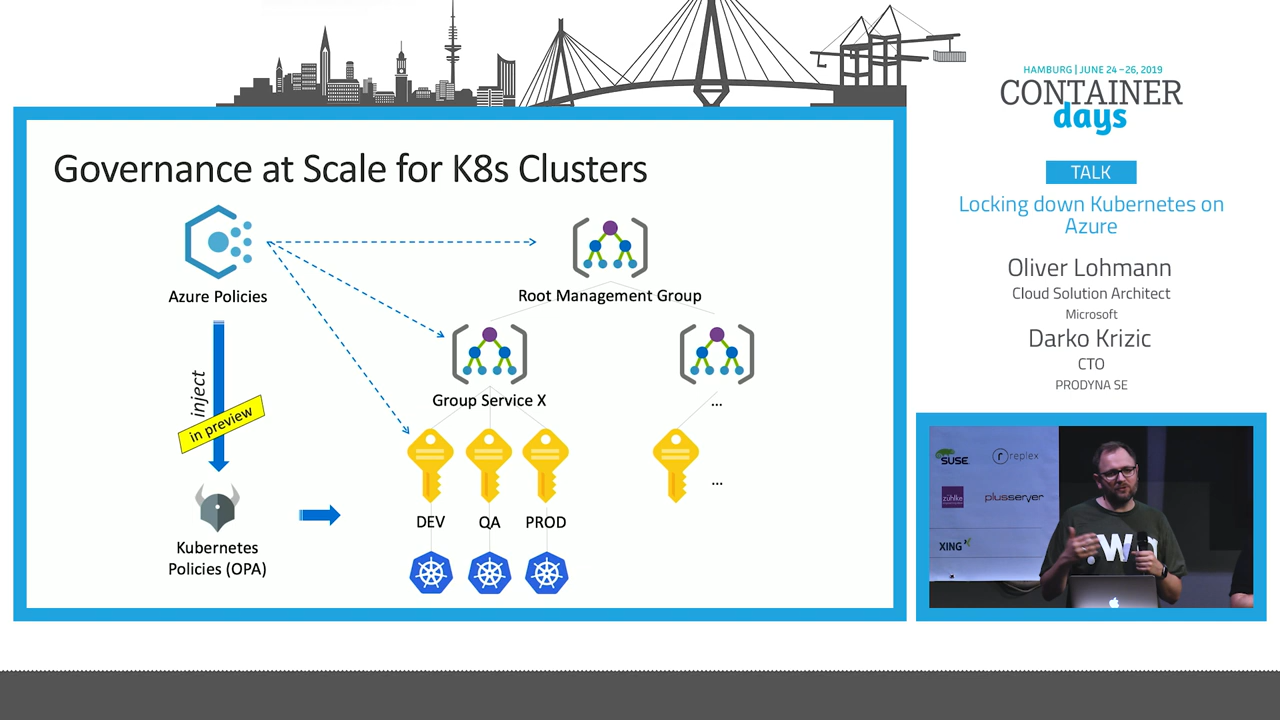 HAMBURG | JUNE 24 – 26, 2019
CONTAINER
days
TALK
Locking down Kubernetes on
Azure
Oliver Lohmann
Cloud Solution Architect
Microsoft
Darko Krizic
CTO
PRODYNA SE
Governance at Scale for K8s Clusters
Azure Policies
Root Management Group
inject
in preview
Group Service X
...
...
DEV
QA
PROD
Kubernetes
Policies (OPA)
SUSE
replex
zühlke
plusserver
XING